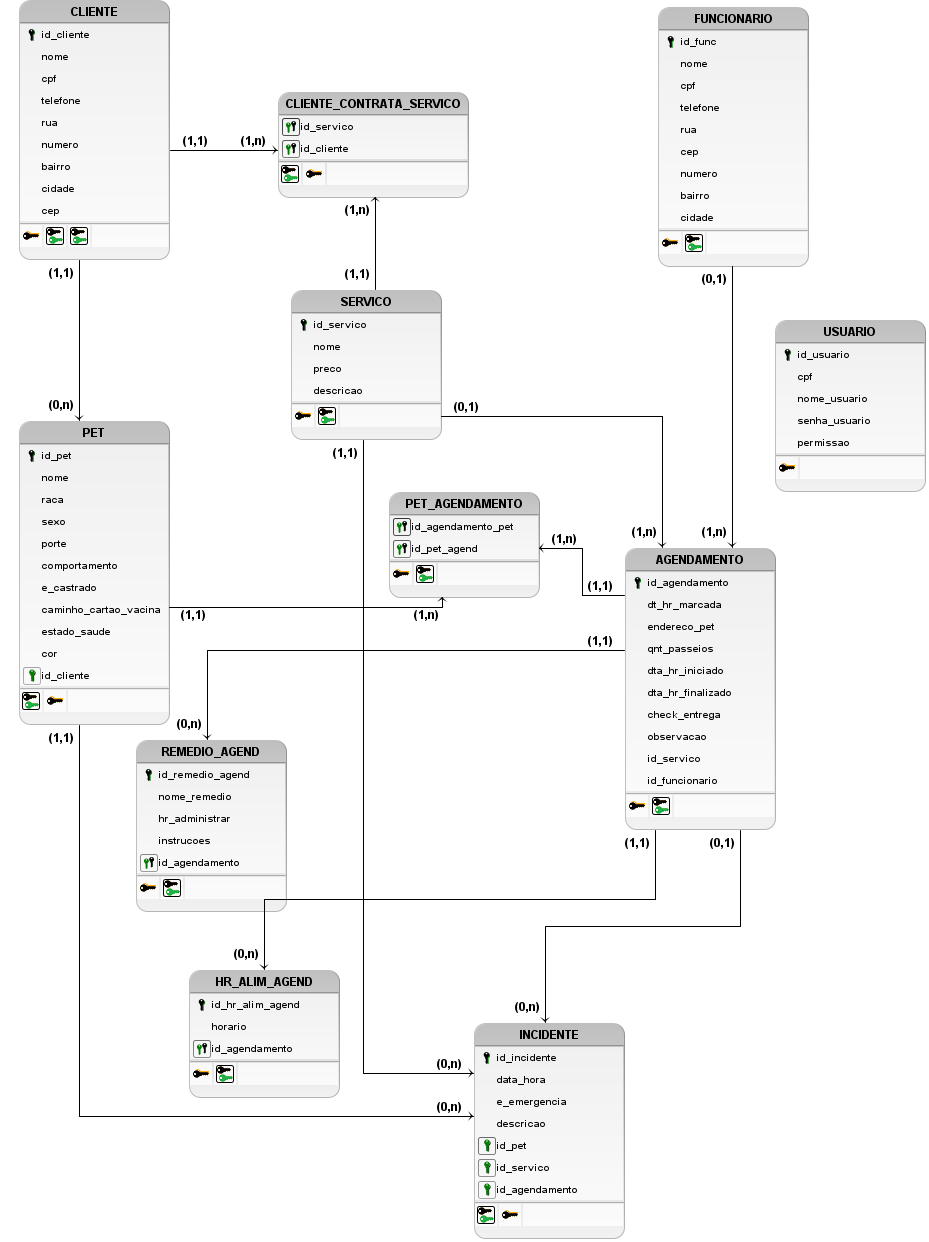 CLIENTE
id_cliente
nome
cpf
telefone
rua
numero
bairro
cidade
cep
(1,1)
(1,n)
CLIENTE_CONTRATA_SERVICO
id_servico
id_cliente
FUNCIONARIO
id_func
nome
cpf
telefone
rua
cep
numero
bairro
cidade
(1,1)
(1,n)
(1,1)
(0,1)
SERVICO
id_servico
nome
preco
descricao
(0,1)
USUARIO
id_usuario
cpf
nome_usuario
senha_usuario
permissao
(0,n)
PET
id_pet
nome
raca
sexo
porte
comportamento
e_castrado
caminho_cartao_vacina
estado_saude
cor
id_cliente
(1,1)
(1,1)
(1,n)
PET_AGENDAMENTO
id_agendamento_pet
id_pet_agend
(1,n)
(1,1)
(1,n)
(1,n)
AGENDAMENTO
id_agendamento
dt_hr_marcada
endereco_pet
qnt_passeios
dta_hr_iniciado
dta_hr_finalizado
check_entrega
observacao
id_servico
id_funcionario
(1,1)
(1,1)
(0,n)
REMEDIO_AGEND
id_remedio_agend
nome_remedio
hr_administrar
instrucoes
id_agendamento
(1,1)
(0,1)
(0,n)
HR_ALIM_AGEND
id_hr_alim_agend
horario
id_agendamento
(0,n)
(0,n)
(0,n)
INCIDENTE
id_incidente
data_hora
e_emergencia
descricao
id_pet
id_servico
id_agendamento